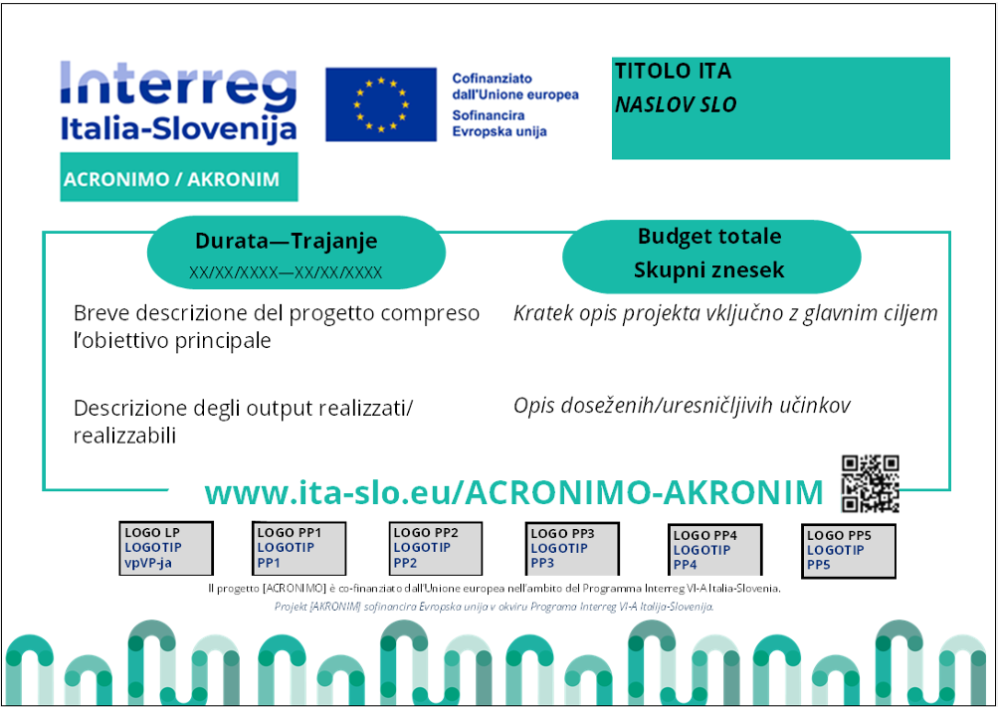 Interreg
Italia-Slovenija
Cofinanziato
dall'Unione europea
Sofinancira
Evropska unija
TITOLO ITA
NASLOV SLO
ACRONIMO / AKRONIM
Durata—Trajanje
XX/XX/XXXX—XX/XX/XXXX
Budget totale
Skupni znesek
Breve descrizione del progetto compreso
l’obiettivo principale
Kratek opis projekta vključno z glavnim ciljem
Descrizione degli output realizzati/
realizzabili
Opis doseženih/uresničljivih učinkov
www.ita-slo.eu/ACRONIMO-AKRONIM
LOGO LP
LOGOTIP
vpVP-ja
LOGO PP1
LOGOTIP
PP1
LOGO PP2
LOGOTIP
PP2
LOGO PP3
LOGOTIP
PP3
LOGO PP4
LOGOTIP
PP4
LOGO PP5
LOGOTIP
PP5
Il progetto [ACRONIMO] è co-finanziato dall’Unione europea nell’ambito del Programma Interreg VI-A Italia-Slovenia.
Projekt [AKRONIM] sofinancira Evropska unija v okviru Programa Interreg VI-A Italija-Slovenija.